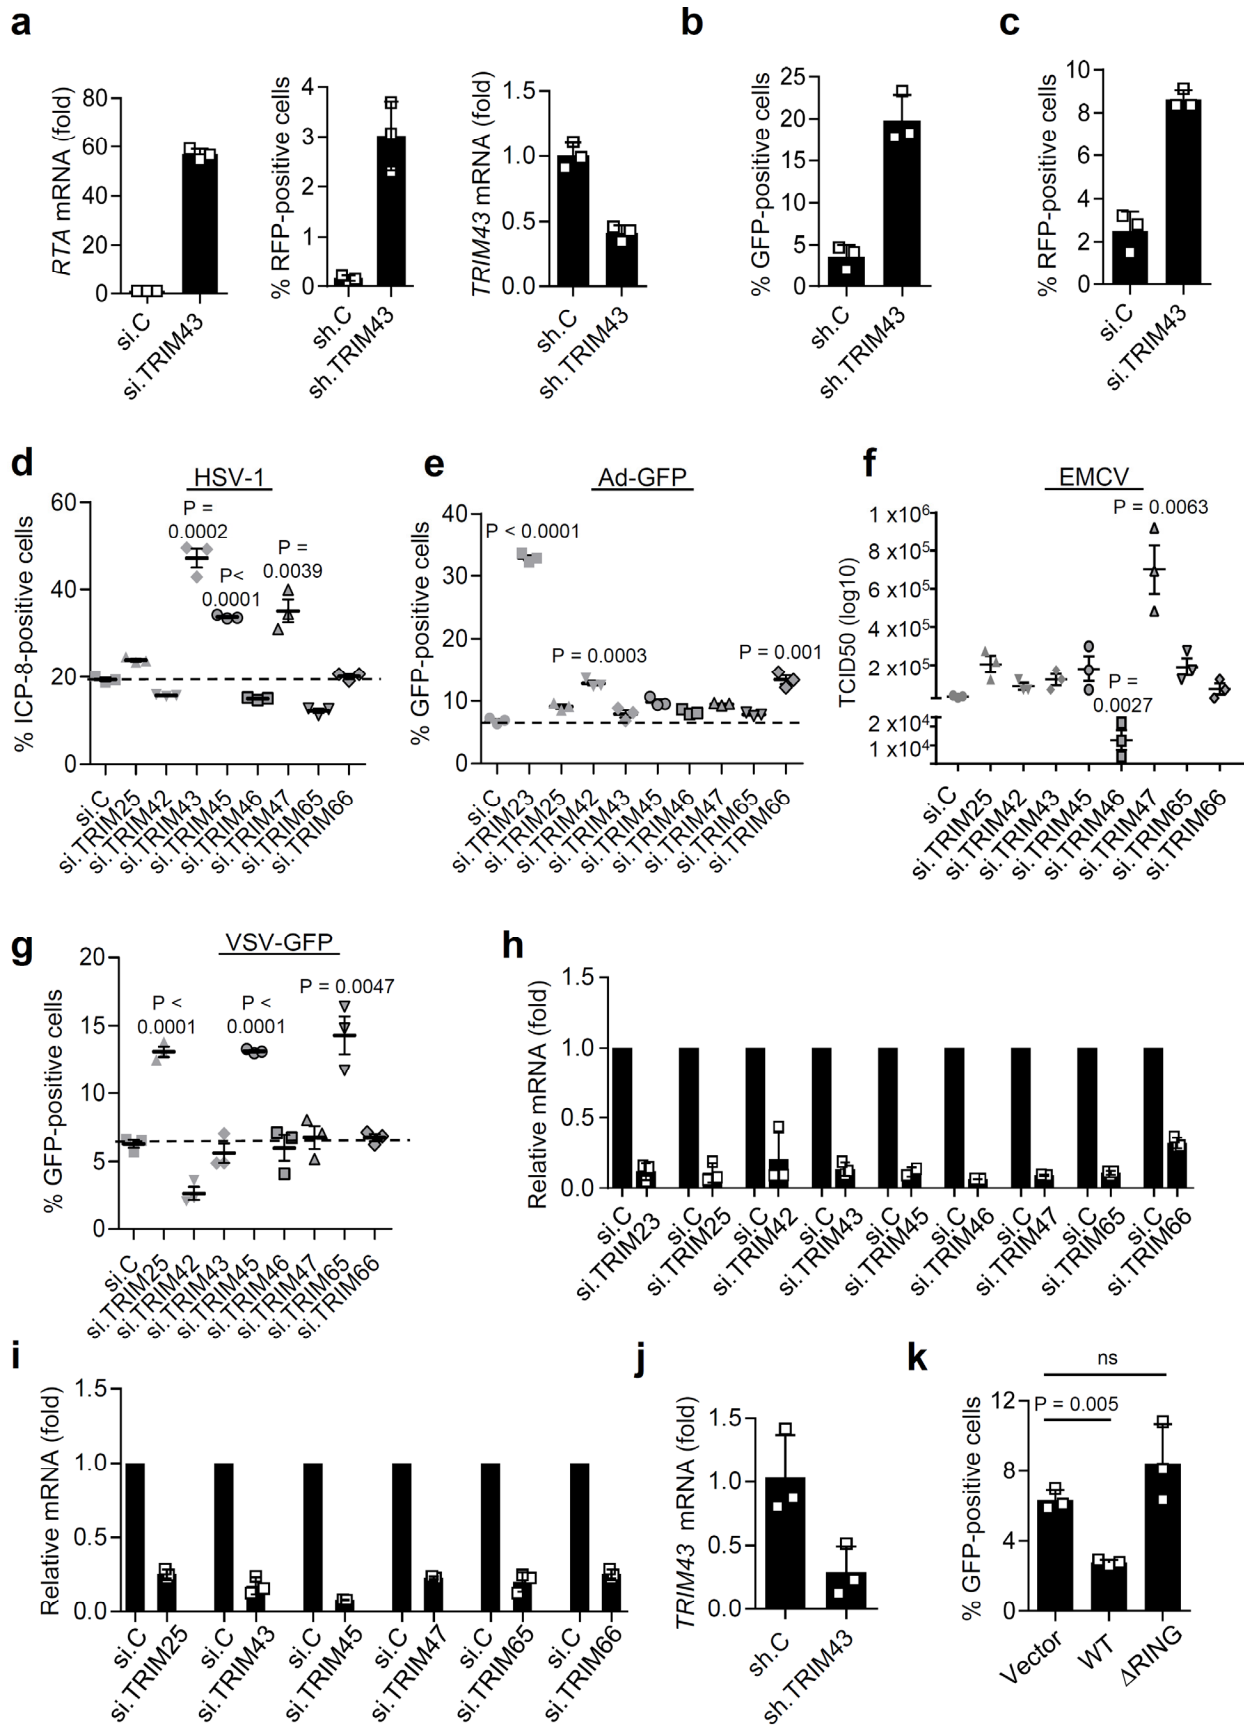 a
RTA mRNA (fold)
80
60
40
20
0
si.C
si.TRIM43
% RFP-positive cells
4
3
2
1
0
sh.C
sh.TRIM43
TRIM43 mRNA (fold)
1.5
1.0
0.5
0.0
sh.C
sh.TRIM43
b
% GFP-positive cells
25
20
15
10
5
0
sh.C
sh.TRIM43
c
% RFP-positive cells
10
8
6
4
2
0
si.C
si.TRIM43
d
HSV-1
% ICP-8-positive cells
60
40
20
0
P =
0.0002
P<
0.0001
P =
0.0039
si.C
si.TRIM25
si.TRIM42
si.TRIM43
si.TRIM45
si.TRIM46
si.TRIM47
si.TRIM65
si.TRIM66
e
Ad-GFP
% GFP-positive cells
40
30
20
10
0
P < 0.0001
P = 0.0003
P = 0.001
si.C
si.TRIM23
si.TRIM25
si.TRIM42
si.TRIM43
si.TRIM45
si.TRIM46
si.TRIM47
si.TRIM65
si.TRIM66
f
EMCV
TCID50 (log10)
1 x10⁶
8 x10⁵
6 x10⁵
4 x10⁵
2 x10⁵
2 x10⁴
1 x10⁴
P = 0.0063
P =
0.0027
si.C
si.TRIM25
si.TRIM42
si.TRIM43
si.TRIM45
si.TRIM46
si.TRIM47
si.TRIM65
si.TRIM66
g
VSV-GFP
% GFP-positive cells
20
15
10
5
0
P <
0.0001
P <
0.0001
P = 0.0047
si.C
si.TRIM25
si.TRIM42
si.TRIM43
si.TRIM45
si.TRIM46
si.TRIM47
si.TRIM65
si.TRIM66
h
Relative mRNA (fold)
1.5
1.0
0.5
0.0
si.C
si.TRIM23
si.C
si.TRIM25
si.C
si.TRIM42
si.C
si.TRIM43
si.C
si.TRIM45
si.C
si.TRIM46
si.C
si.TRIM47
si.C
si.TRIM65
si.C
si.TRIM66
i
Relative mRNA (fold)
1.5
1.0
0.5
0.0
si.C
si.TRIM25
si.C
si.TRIM43
si.C
si.TRIM45
si.C
si.TRIM47
si.C
si.TRIM65
si.C
si.TRIM66
j
TRIM43 mRNA (fold)
1.5
1.0
0.5
0.0
sh.C
sh.TRIM43
k
% GFP-positive cells
12
8
4
0
ns
P = 0.005
Vector
WT
ΔRING